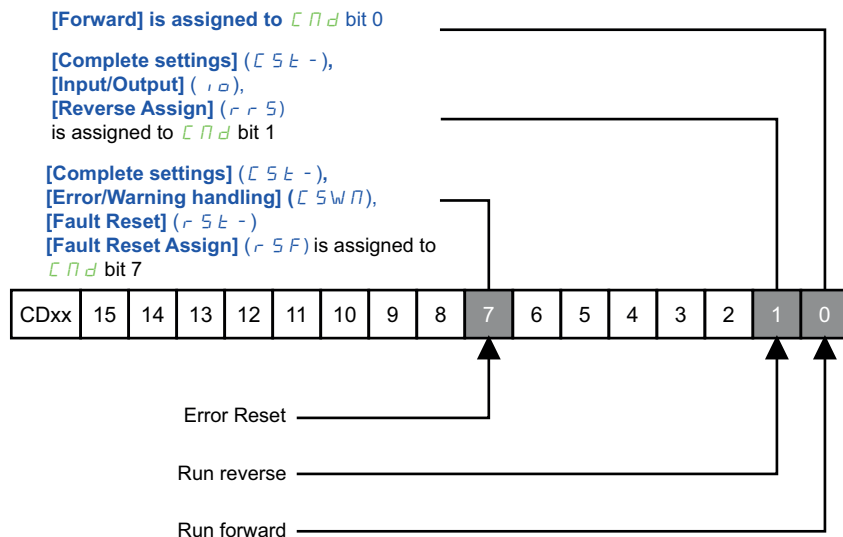 [Forward] is assigned to CMd bit 0
[Complete settings] (CSt-),
[Input/Output] (io),
[Reverse Assign] (rrS)
is assigned to CMd bit 1
[Complete settings] (CSt-),
[Error/Warning handling] (CSWM),
[Fault Reset] (rSt-)
[Fault Reset Assign] (rSF) is assigned to
CMd bit 7
CDxx 15 14 13 12 11 10 9 8 7 6 5 4 3 2 1 0
Error Reset
Run reverse
Run forward